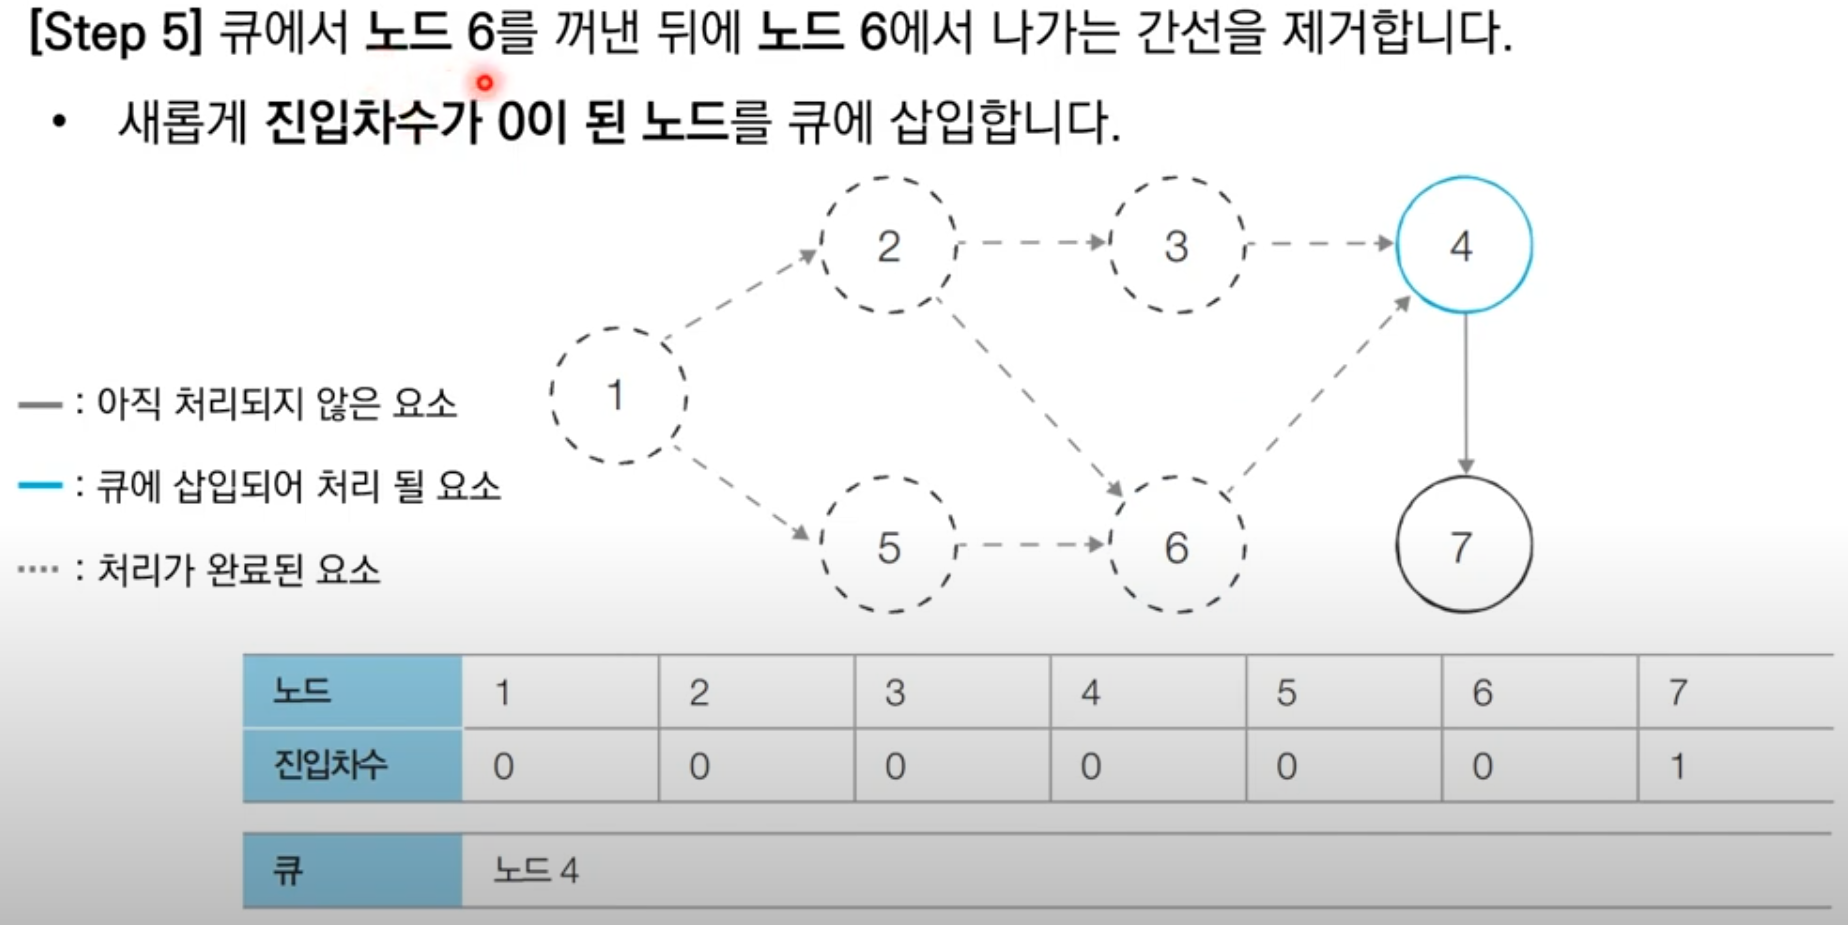 [Step 5] 큐에서 노드 6를 꺼낸 뒤에 노드 6에서 나가는 간선을 제거합니다.
• 새롭게 진입차수가 0이 된 노드를 큐에 삽입합니다.
2 3 4
1
: 아직 처리되지 않은 요소
: 큐에 삽입되어 처리 될 요소
5 6 7
: 처리가 완료된 요소
노드 1 2 3 4 5 6 7
진입차수 0 0 0 0 0 0 1
큐 노드 4